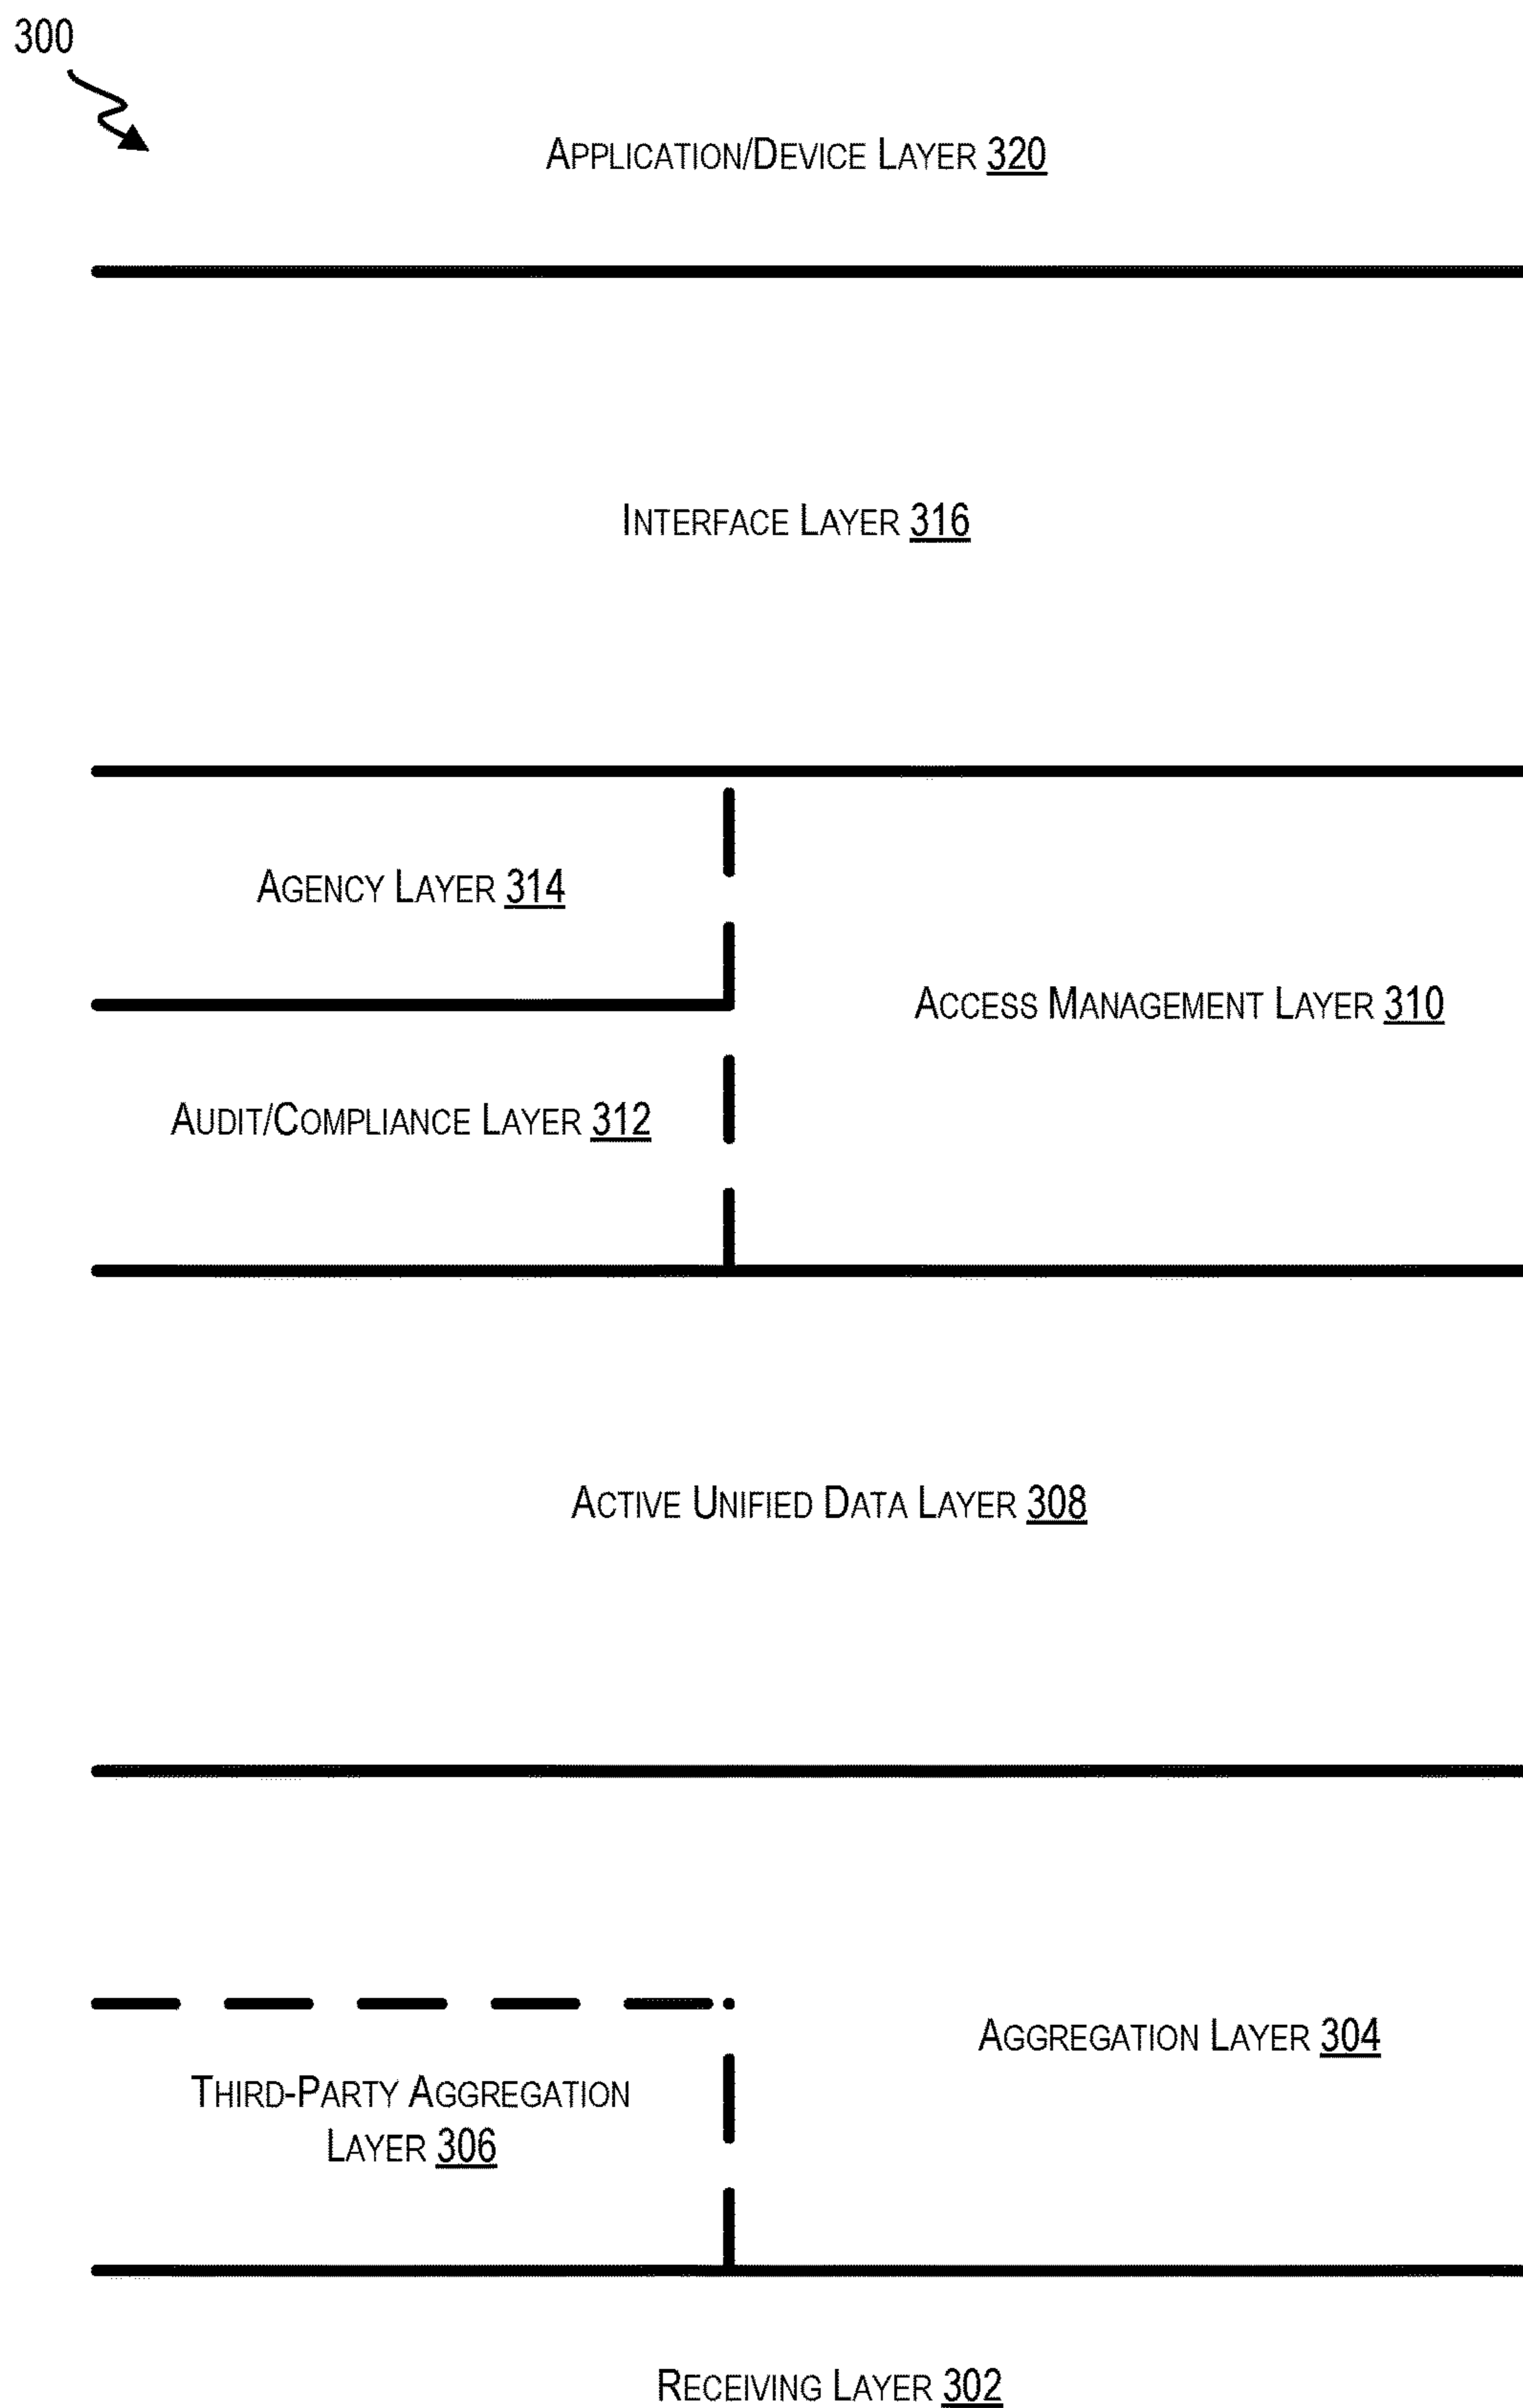 300
APPLICATION/DEVICE LAYER 320
INTERFACE LAYER 316
AGENCY LAYER 314
ACCESS MANAGEMENT LAYER 310
AUDIT/COMPLIANCE LAYER 312
ACTIVE UNIFIED DATA LAYER 308
AGGREGATION LAYER 304
THIRD-PARTY AGGREGATION
LAYER 306
RECEIVING LAYER 302